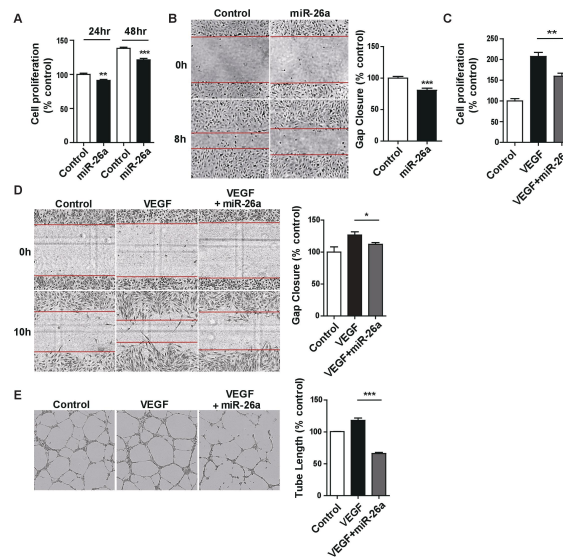 A
24hr 48hr
Cell proliferation
(% control)
150
100
50
0
**
***
Control
miR-26a
Control
miR-26a
B
Control miR-26a
0h
8h
Gap Closure (% control)
150
100
50
0
***
Control
miR-26a
C
Cell proliferation
(% control)
250
200
150
100
50
0
**
Control
VEGF
VEGF+miR-26a
D
Control VEGF VEGF
+ miR-26a
0h
10h
Gap Closure (% control)
150
100
50
0
*
Control
VEGF
VEGF+miR-26a
E
Control VEGF VEGF
+ miR-26a
Tube Length (% control)
150
100
50
0
***
Control
VEGF
VEGF+miR-26a